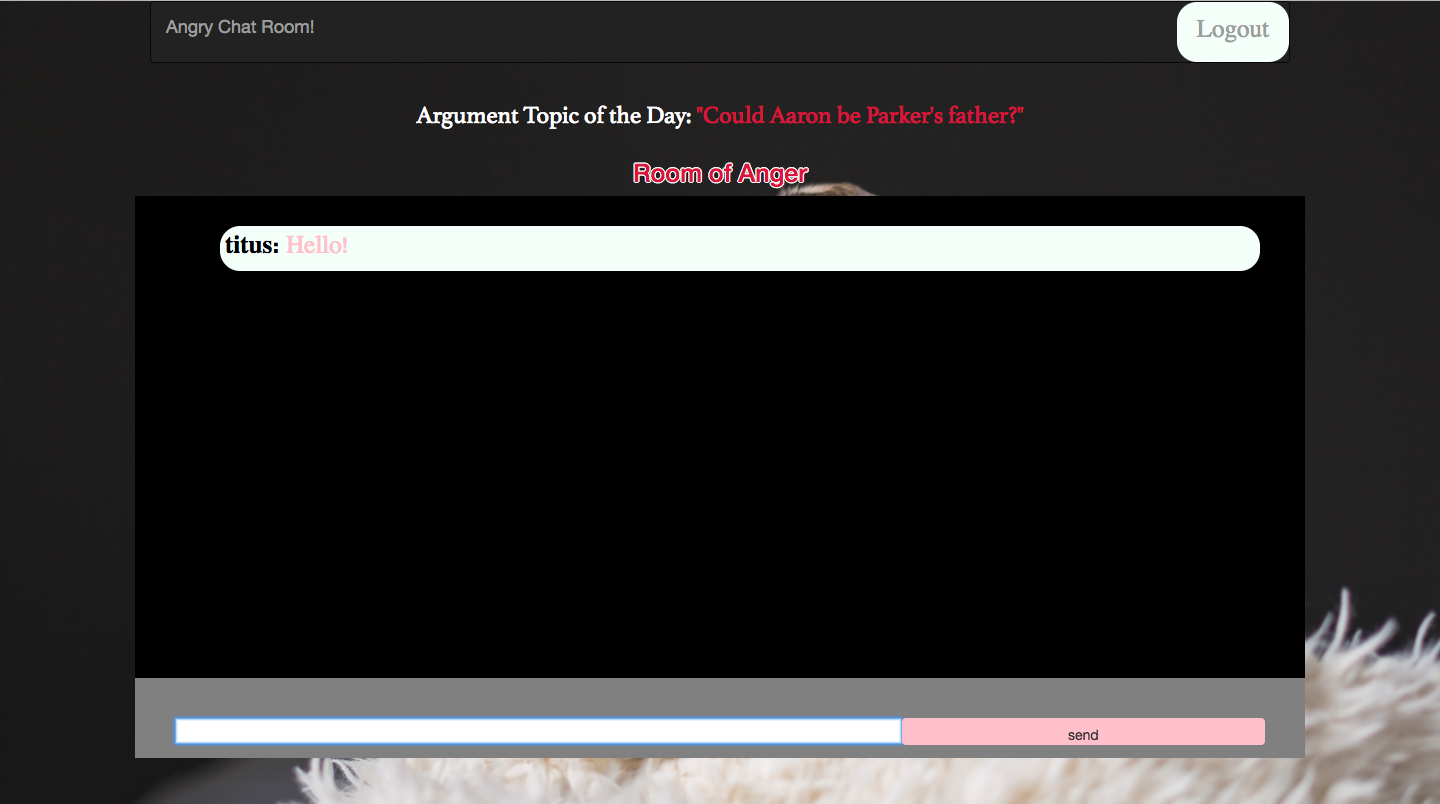 Angry Chat Room!
Logout
Argument Topic of the Day: "Could Aaron be Parker's father?"
Room of Anger
titus: Hello!
send